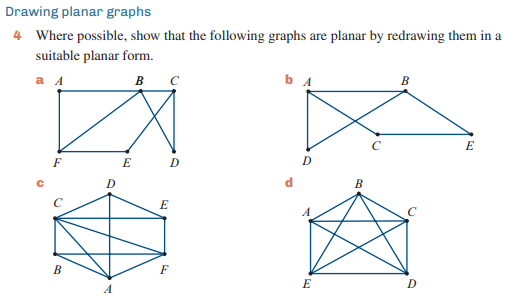 Drawing planar graphs
4 Where possible, show that the following graphs are planar by redrawing them in a
suitable planar form.
a A B C
F E D
b A B
C E
D
c D
C E
B F
A
d B
A C
E D